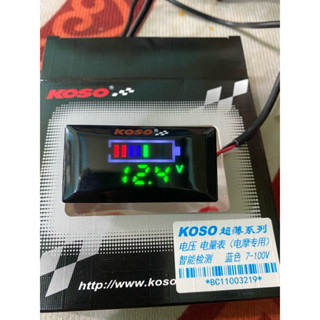 KOSO
KOSO
12.4V
KOSO 超薄系列
电压 电量表（电摩专用）
智能检测 蓝色 7-100V
*BC11003219*
http://www.koso